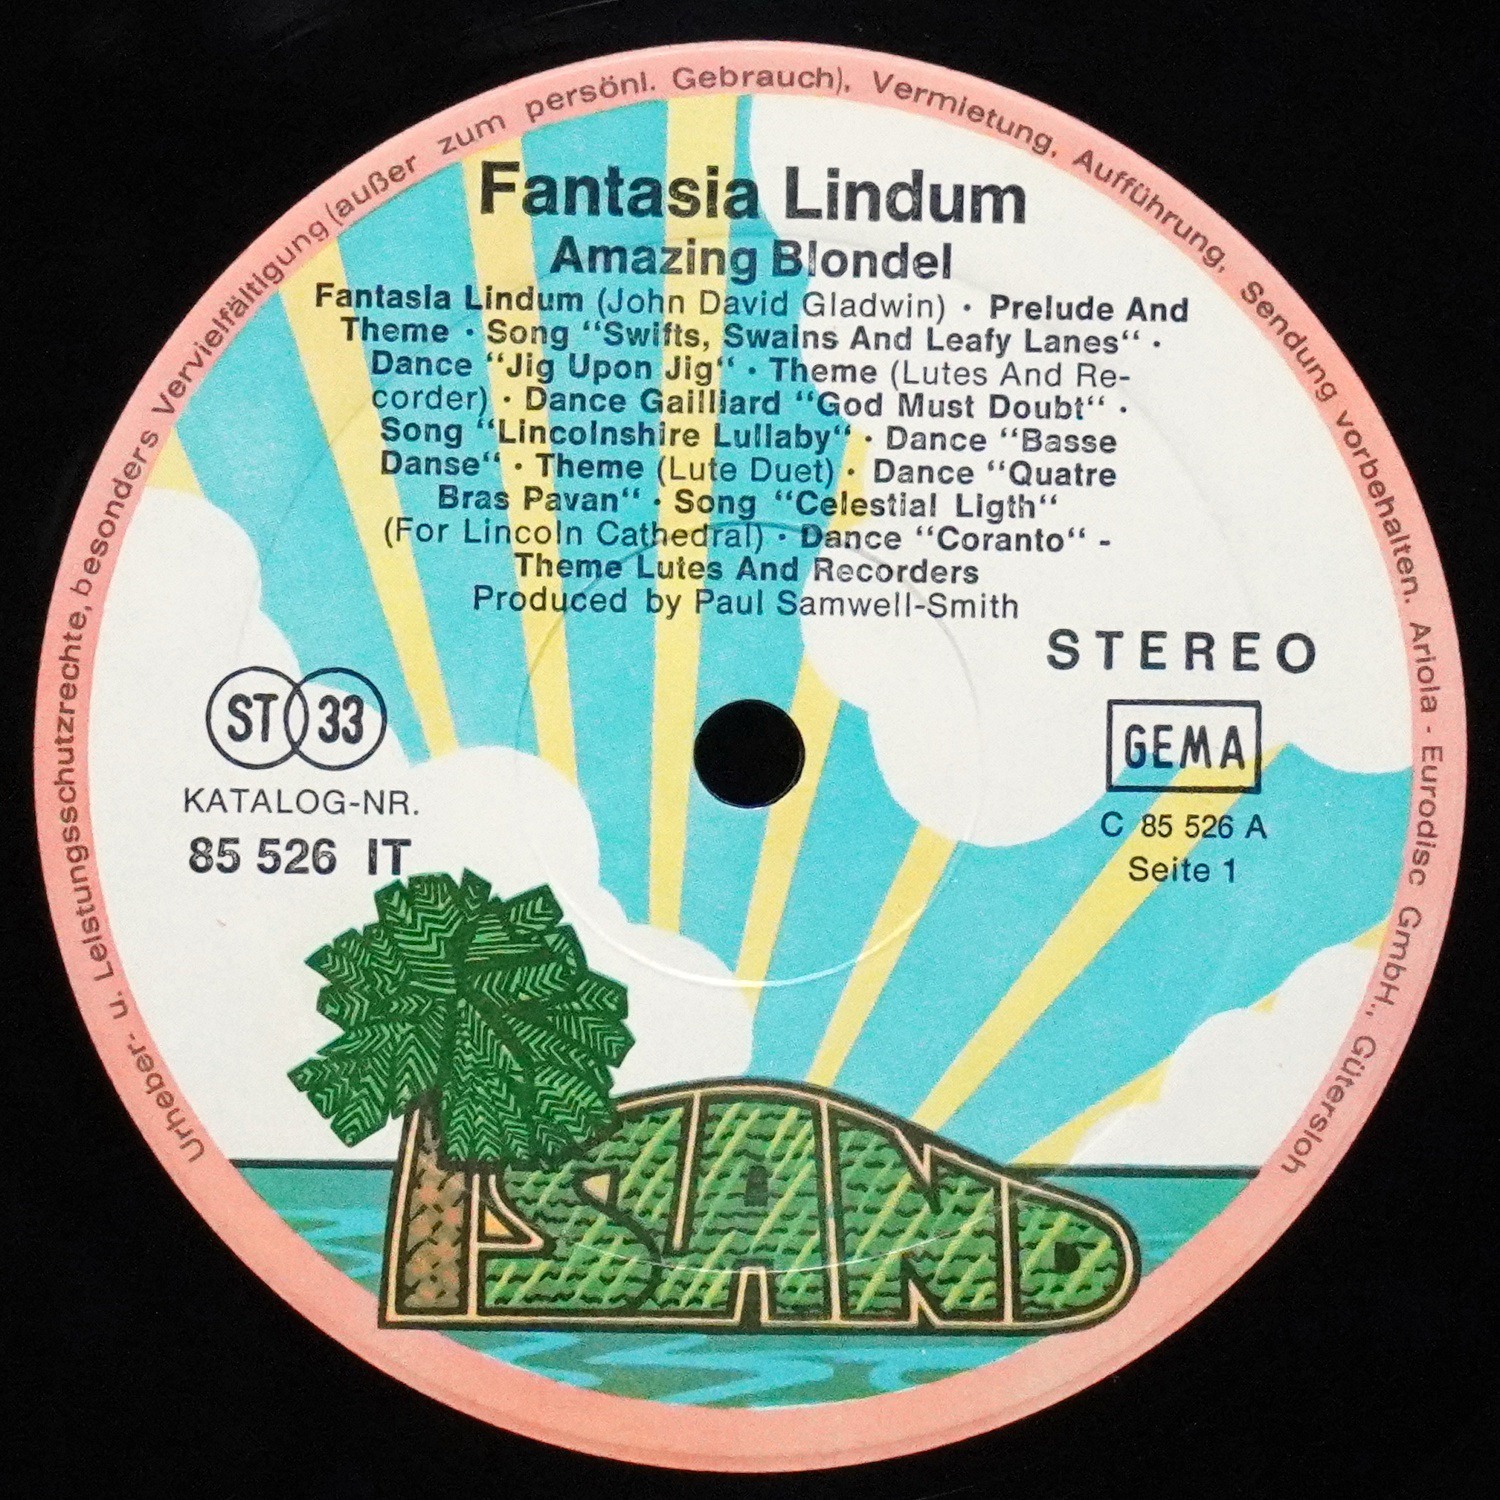 Urheber- u. Leistungsschutzrechte, besonders Vervielfältigung (außer zum persönl. Gebrauch), Vermietung, Aufführung, Sendung vorbehalten. Ariola - Eurodisc GmbH., Gütersloh
Fantasia Lindum
Amazing Blondel
Fantasia Lindum (John David Gladwin) · Prelude And
Theme · Song “Swifts, Swains And Leafy Lanes“ ·
Dance “Jig Upon Jig“ · Theme (Lutes And Re-
corder) · Dance Gailliard “God Must Doubt“ ·
Song “Lincolnshire Lullaby“ · Dance “Basse
Danse“ · Theme (Lute Duet) · Dance “Quatre
Bras Pavan“ · Song “Celestial Ligth“
(For Lincoln Cathedral) · Dance “Coranto“ -
Theme Lutes And Recorders
Produced by Paul Samwell-Smith
STEREO
ST 33
KATALOG-NR.
85 526 IT
GEMA
C 85 526 A
Seite 1
ISLAND